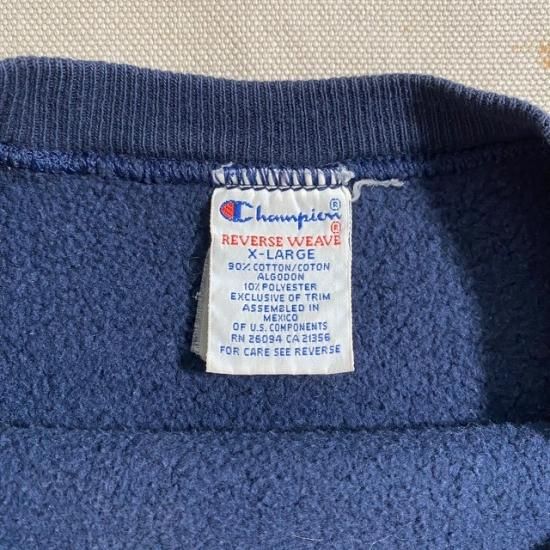 Champion®
REVERSE WEAVE®
X-LARGE
90% COTTON/COTON
ALGODON
10% POLYESTER
EXCLUSIVE OF TRIM
ASSEMBLED IN
MEXICO
OF U.S. COMPONENTS
RN 26094 CA 21356
FOR CARE SEE REVERSE